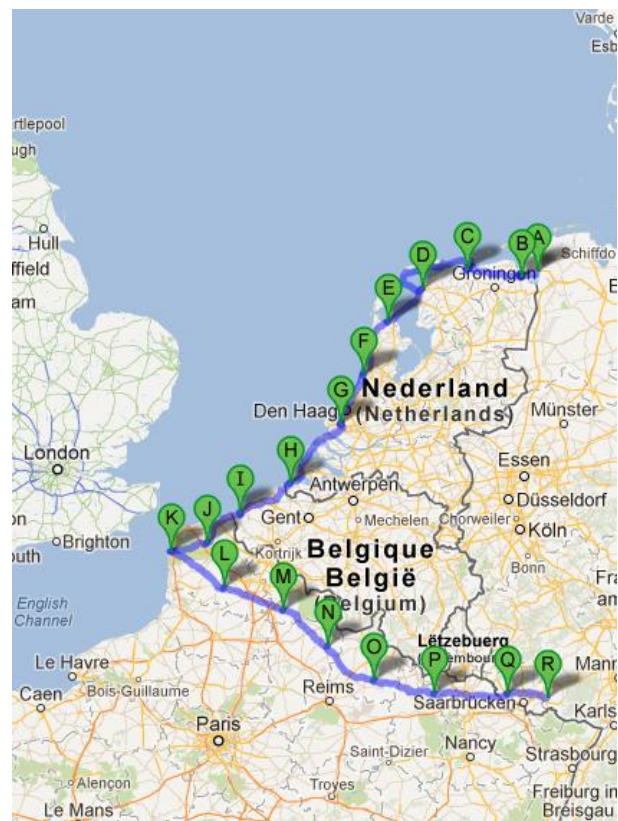 Varde
Esb
rtlepool
ugh
Hull
ffield
am
A
B
C
Schiffdo
D
Groningen
E
F
Nederland
(Netherlands)
G
Den Haag
Münster
London
H
Essen
Antwerpen
Düsseldorf
I
Gent
Mechelen
Chorweiler
Köln
on
Brighton
outh
K
J
Kortrijk
Belgique
België
(Belgium)
Bonn
L
Fra
am
M
English
Channel
N
Lëtzebuerg
Le Havre
O
P
Q
R
Mann
Caen
Bois-Guillaume
Reims
Saarbrücken
Karls
Paris
Nancy
Saint-Dizier
Strasbourg
Alençon
Troyes
Freiburg im
Le Mans
Breisgau